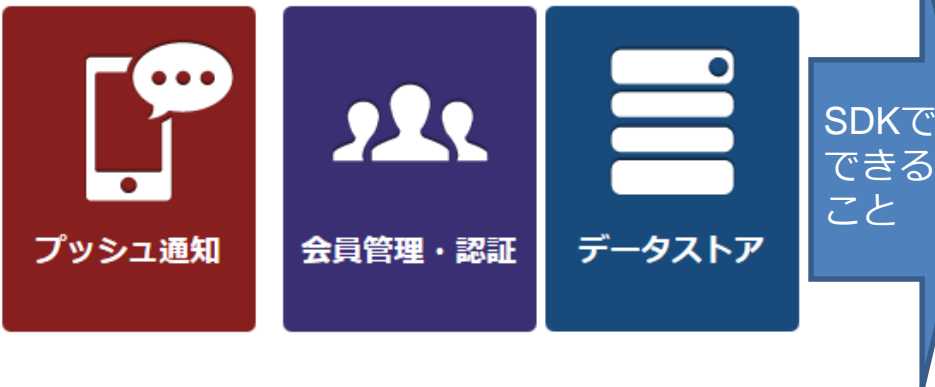 プッシュ通知
会員管理・認証
データストア
SDKで
できる
こと